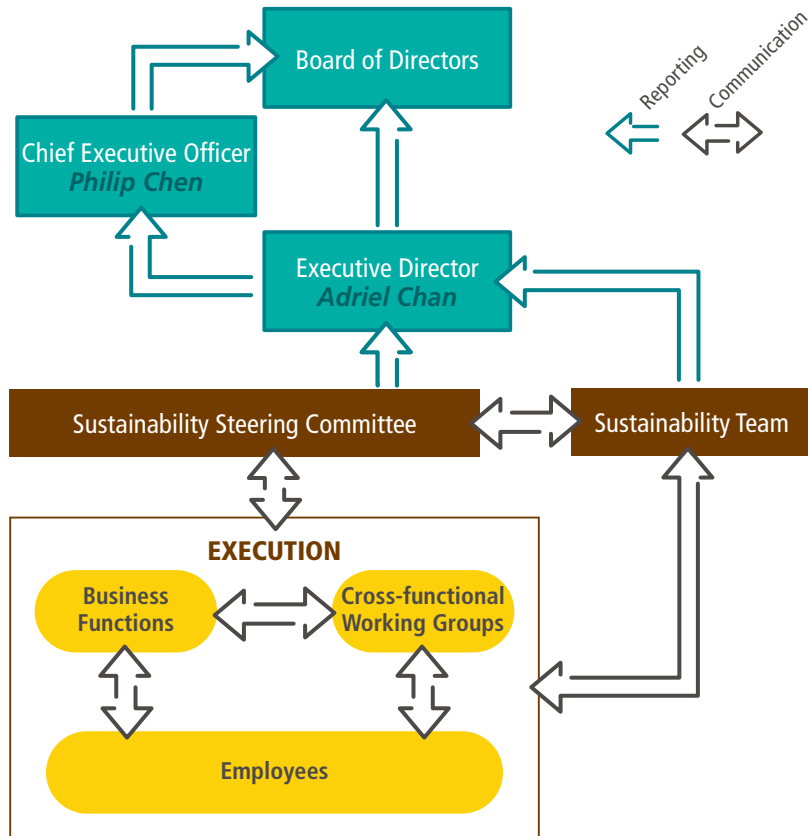 Board of Directors
Reporting
Communication
Chief Executive Officer
Philip Chen
Executive Director
Adriel Chan
Sustainability Steering Committee
Sustainability Team
EXECUTION
Business
Functions
Cross-functional
Working Groups
Employees